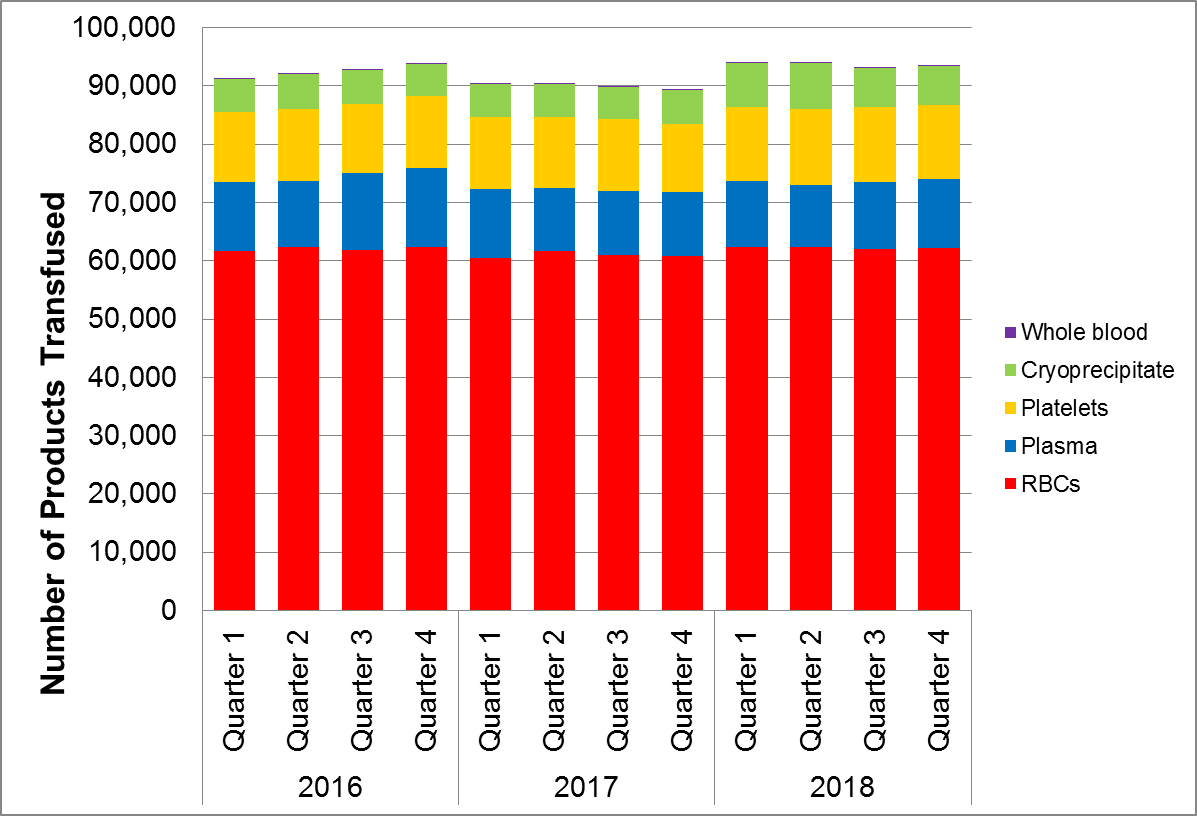 Number of Products Transfused
100,000
90,000
80,000
70,000
60,000
50,000
40,000
30,000
20,000
10,000
0
Quarter 1
Quarter 2
Quarter 3
Quarter 4
Quarter 1
Quarter 2
Quarter 3
Quarter 4
Quarter 1
Quarter 2
Quarter 3
Quarter 4
2016
2017
2018
Whole blood
Cryoprecipitate
Platelets
Plasma
RBCs